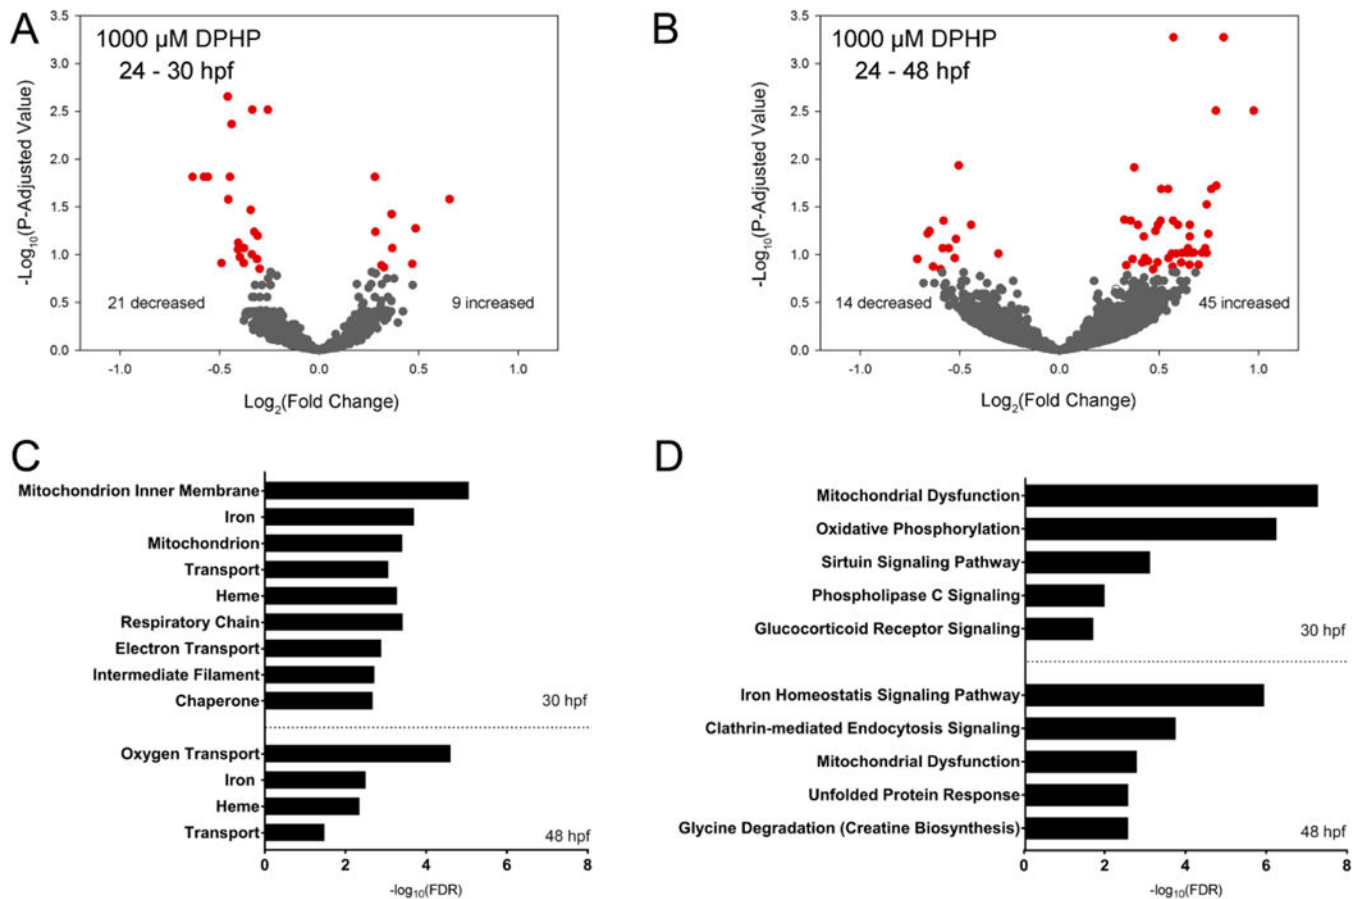 A
1000 µM DPHP
24 - 30 hpf
3.5
3.0
2.5
2.0
1.5
1.0
0.5
0.0
-Log10(P-Adjusted Value)
21 decreased
9 increased
-1.0
-0.5
0.0
0.5
1.0
Log2(Fold Change)
B
1000 µM DPHP
24 - 48 hpf
3.5
3.0
2.5
2.0
1.5
1.0
0.5
0.0
-Log10(P-Adjusted Value)
14 decreased
45 increased
-1.0
-0.5
0.0
0.5
1.0
Log2(Fold Change)
C
Mitochondrion Inner Membrane
Iron
Mitochondrion
Transport
Heme
Respiratory Chain
Electron Transport
Intermediate Filament
Chaperone
30 hpf
Oxygen Transport
Iron
Heme
Transport
48 hpf
0
2
4
6
8
-log10(FDR)
D
Mitochondrial Dysfunction
Oxidative Phosphorylation
Sirtuin Signaling Pathway
Phospholipase C Signaling
Glucocorticoid Receptor Signaling
30 hpf
Iron Homeostatis Signaling Pathway
Clathrin-mediated Endocytosis Signaling
Mitochondrial Dysfunction
Unfolded Protein Response
Glycine Degradation (Creatine Biosynthesis)
48 hpf
0
2
4
6
8
-log10(FDR)